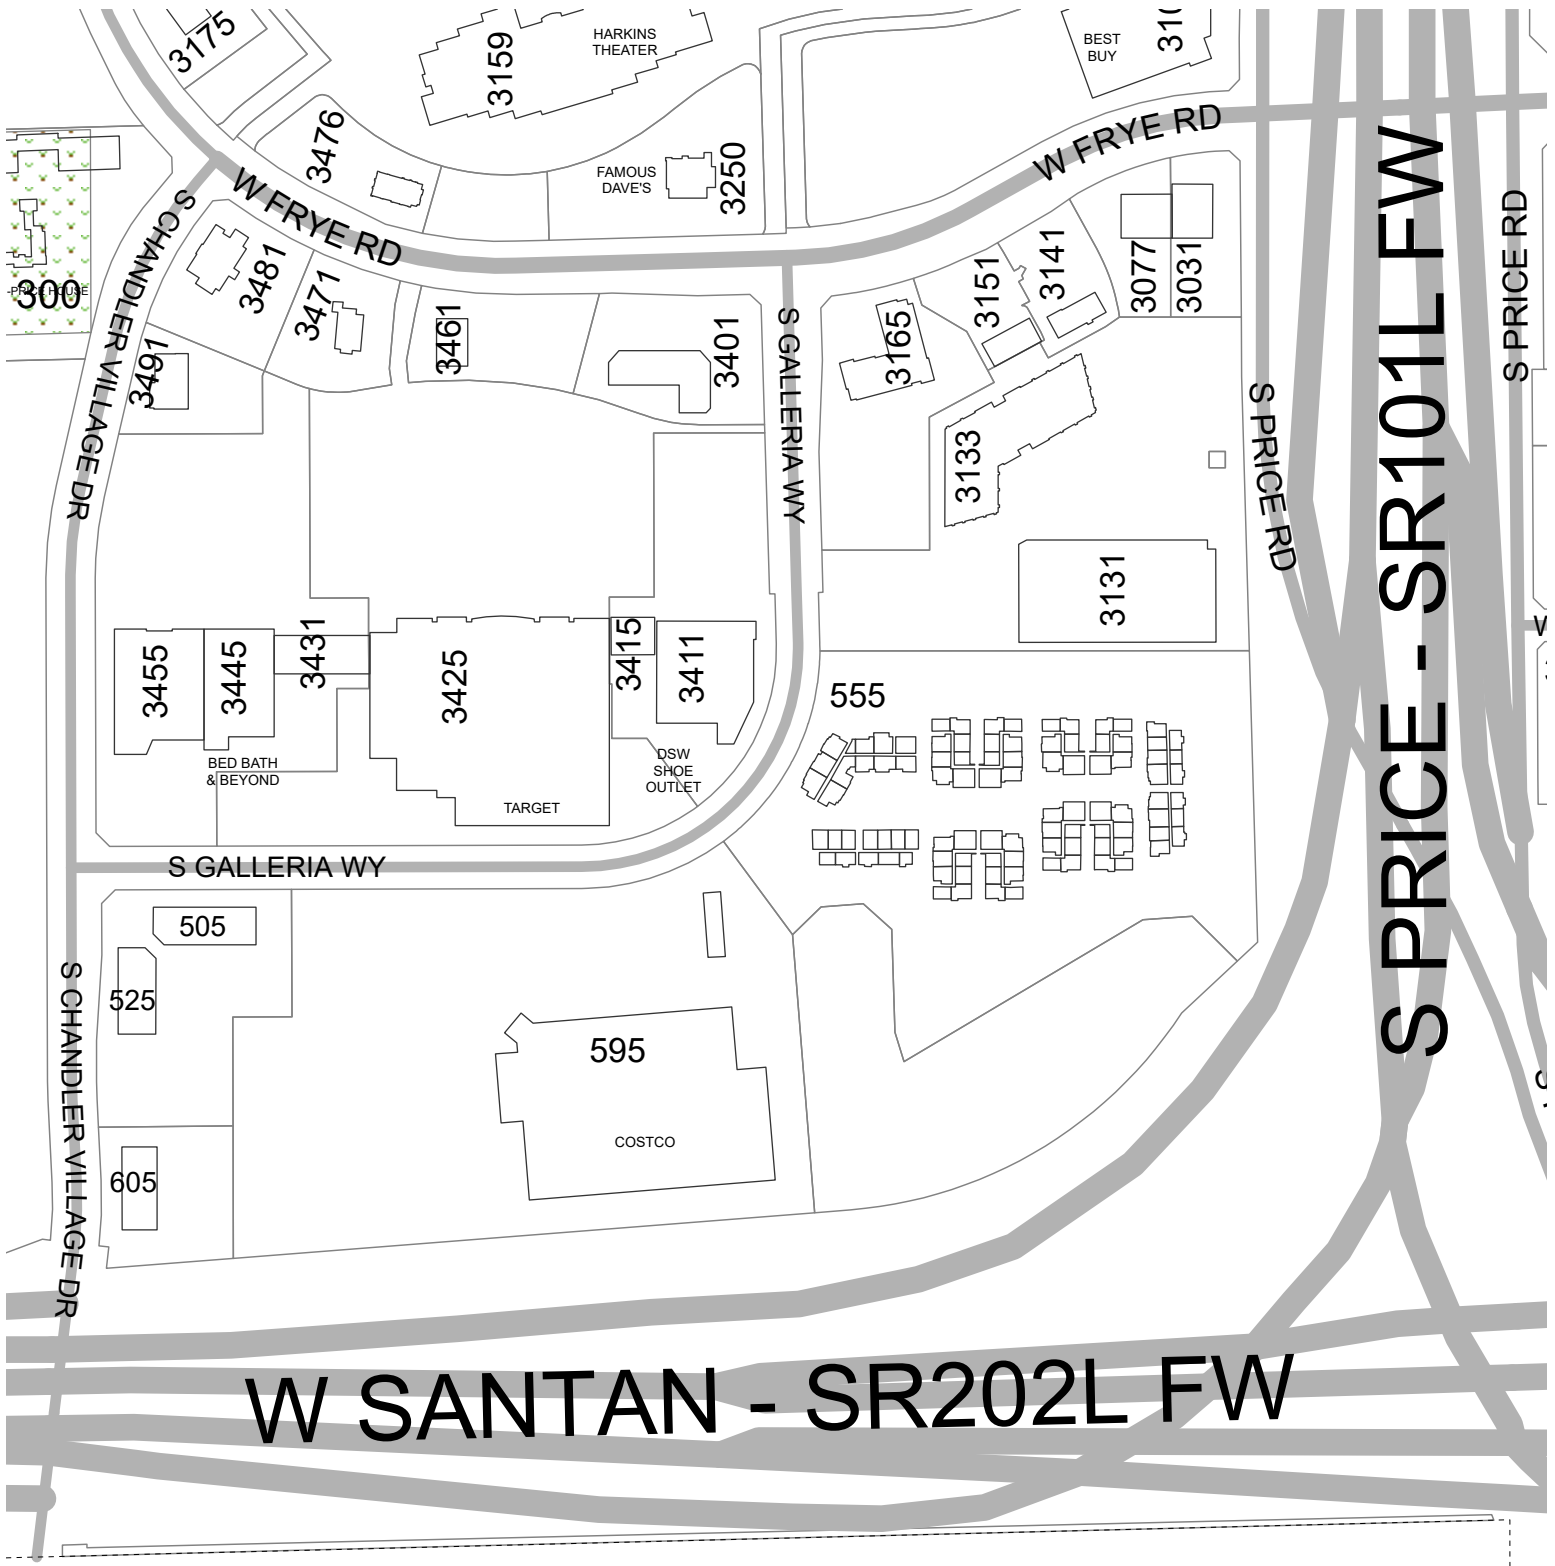 3175
3159
HARKINS
THEATER
BEST
BUY
310
3476
FAMOUS
DAVE'S
3250
W FRYE RD
W FRYE RD
S CHANDLER VILLAGE DR
3481
3471
-PRICE HOUSE
300
3491
3461
3401
S GALLERIA WY
3165
3151
3141
3077
3031
S PRICE RD
S PRICE RD
S PRICE - SR101L FW
3133
3131
3455
3445
3431
3425
3415
3411
555
BED BATH
& BEYOND
TARGET
DSW
SHOE
OUTLET
S GALLERIA WY
505
525
595
COSTCO
605
S CHANDLER VILLAGE DR
W SANTAN - SR202L FW
W